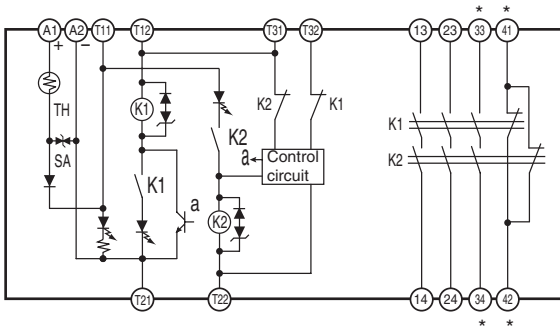 * *
A1 A2 T11 T12 T31 T32 13 23 33 41
+ −
TH
K1
K2 K1
SA
K2
a
Control
circuit
K1
K1
K2
a
K2
T21 T22 14 24 34 42
* *